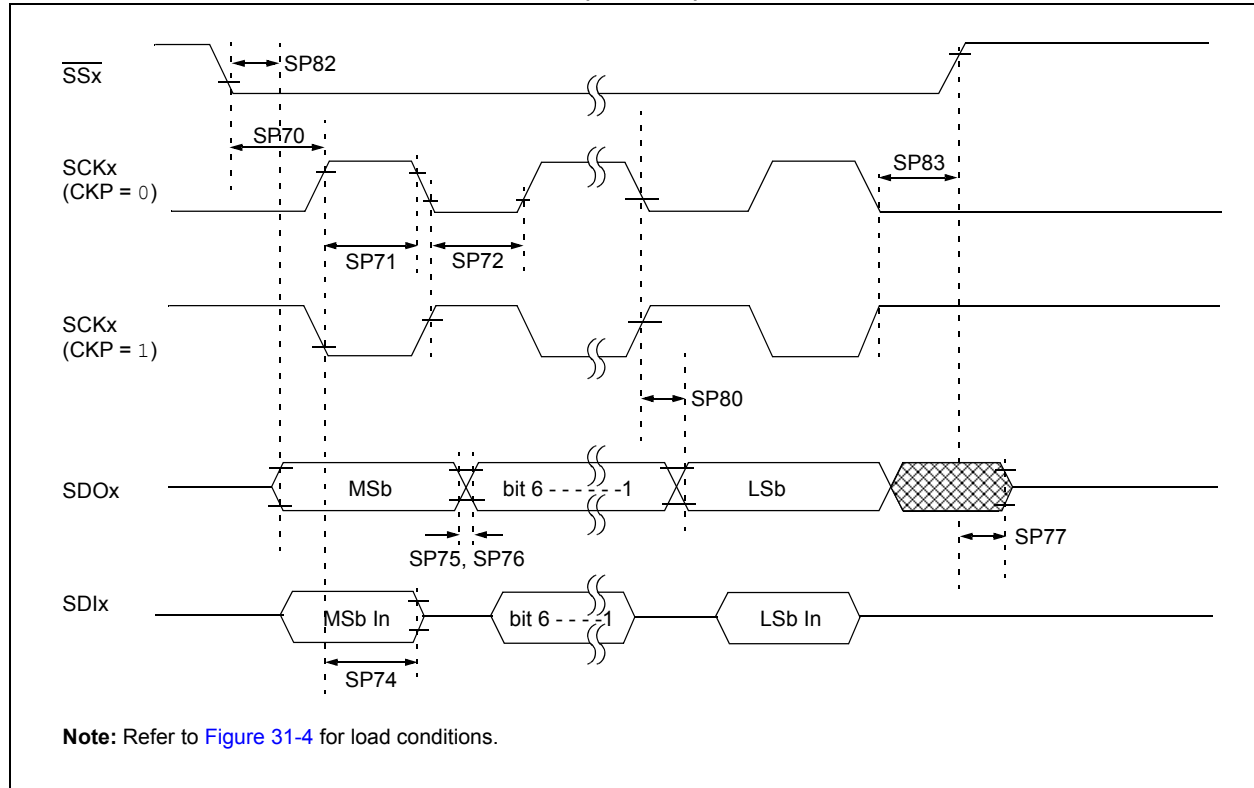 SSx
SP82
SP70
SCKx
(CKP = 0)
SP83
SP71
SP72
SCKx
(CKP = 1)
SP80
SDOx
MSb
bit 6 - - - - - -1
LSb
SP75, SP76
SP77
SDIx
MSb In
bit 6 - - - -1
LSb In
SP74
Note: Refer to Figure 31-4 for load conditions.